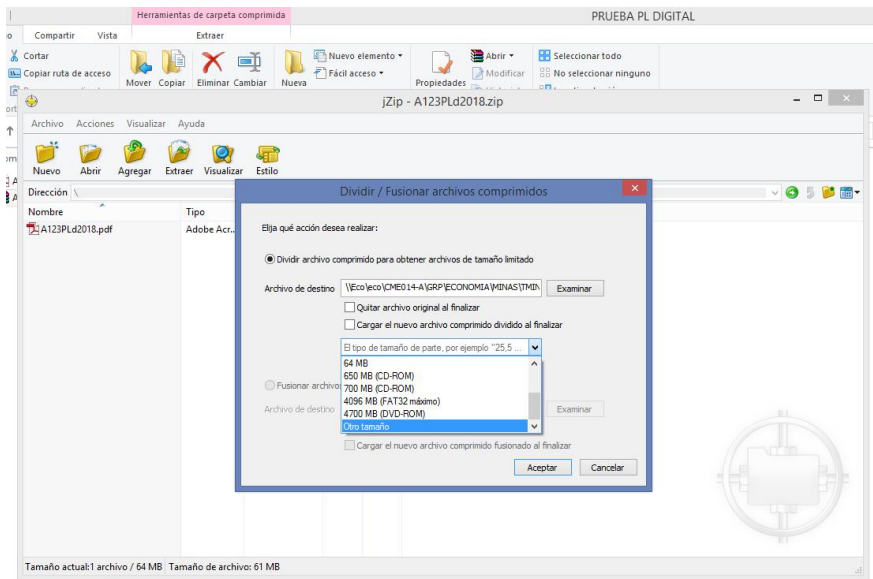 Herramientas de carpeta comprimida
PRUEBA PL DIGITAL
Compartir Vista Extraer
Cortar
Copiar ruta de acceso
Mover Copiar Eliminar Cambiar Nueva
Nuevo elemento
Fácil acceso
Propiedades
Abrir
Modificar
Seleccionar todo
No seleccionar ninguno
jZip - A123PLd2018.zip
Archivo Acciones Visualizar Ayuda
Nuevo Abrir Agregar Extraer Visualizar Estilo
Dirección \
Nombre Tipo
A123PLd2018.pdf Adobe Acr...
Dividir / Fusionar archivos comprimidos
Elija qué acción desea realizar:
Dividir archivo comprimido para obtener archivos de tamaño limitado
Archivo de destino \\Eco\eco\CME014-A\GRP\ECONOMIA\MINAS\TMIN Examinar
Quitar archivo original al finalizar
Cargar el nuevo archivo comprimido dividido al finalizar
El tipo de tamaño de parte, por ejemplo "25,5 ...
64 MB
650 MB (CD-ROM)
700 MB (CD-ROM)
4096 MB (FAT32 máximo)
4700 MB (DVD-ROM)
Otro tamaño
Fusionar archivo
Archivo de destino Examinar
Cargar el nuevo archivo comprimido fusionado al finalizar
Aceptar Cancelar
Tamaño actual:1 archivo / 64 MB Tamaño de archivo: 61 MB